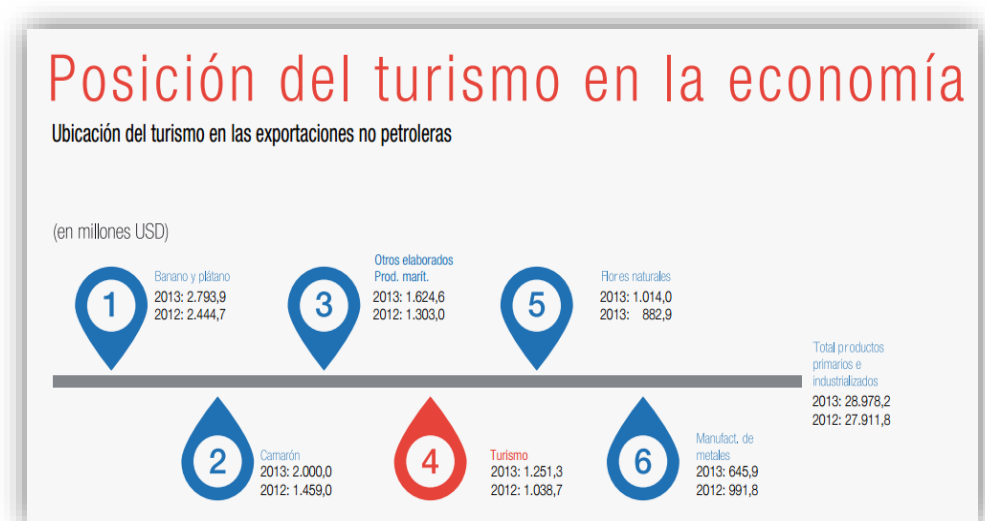 Posición del turismo en la economía
Ubicación del turismo en las exportaciones no petroleras
(en millones USD)
1
Banano y plátano
2013: 2.793,9
2012: 2.444,7
2
Camarón
2013: 2.000,0
2012: 1.459,0
3
Otros elaborados
Prod. marít.
2013: 1.624,6
2012: 1.303,0
4
Turismo
2013: 1.251,3
2012: 1.038,7
5
Flores naturales
2013: 1.014,0
2013: 882,9
6
Manufact. de
metales
2013: 645,9
2012: 991,8
Total productos
primarios e
industrializados
2013: 28.978,2
2012: 27.911,8